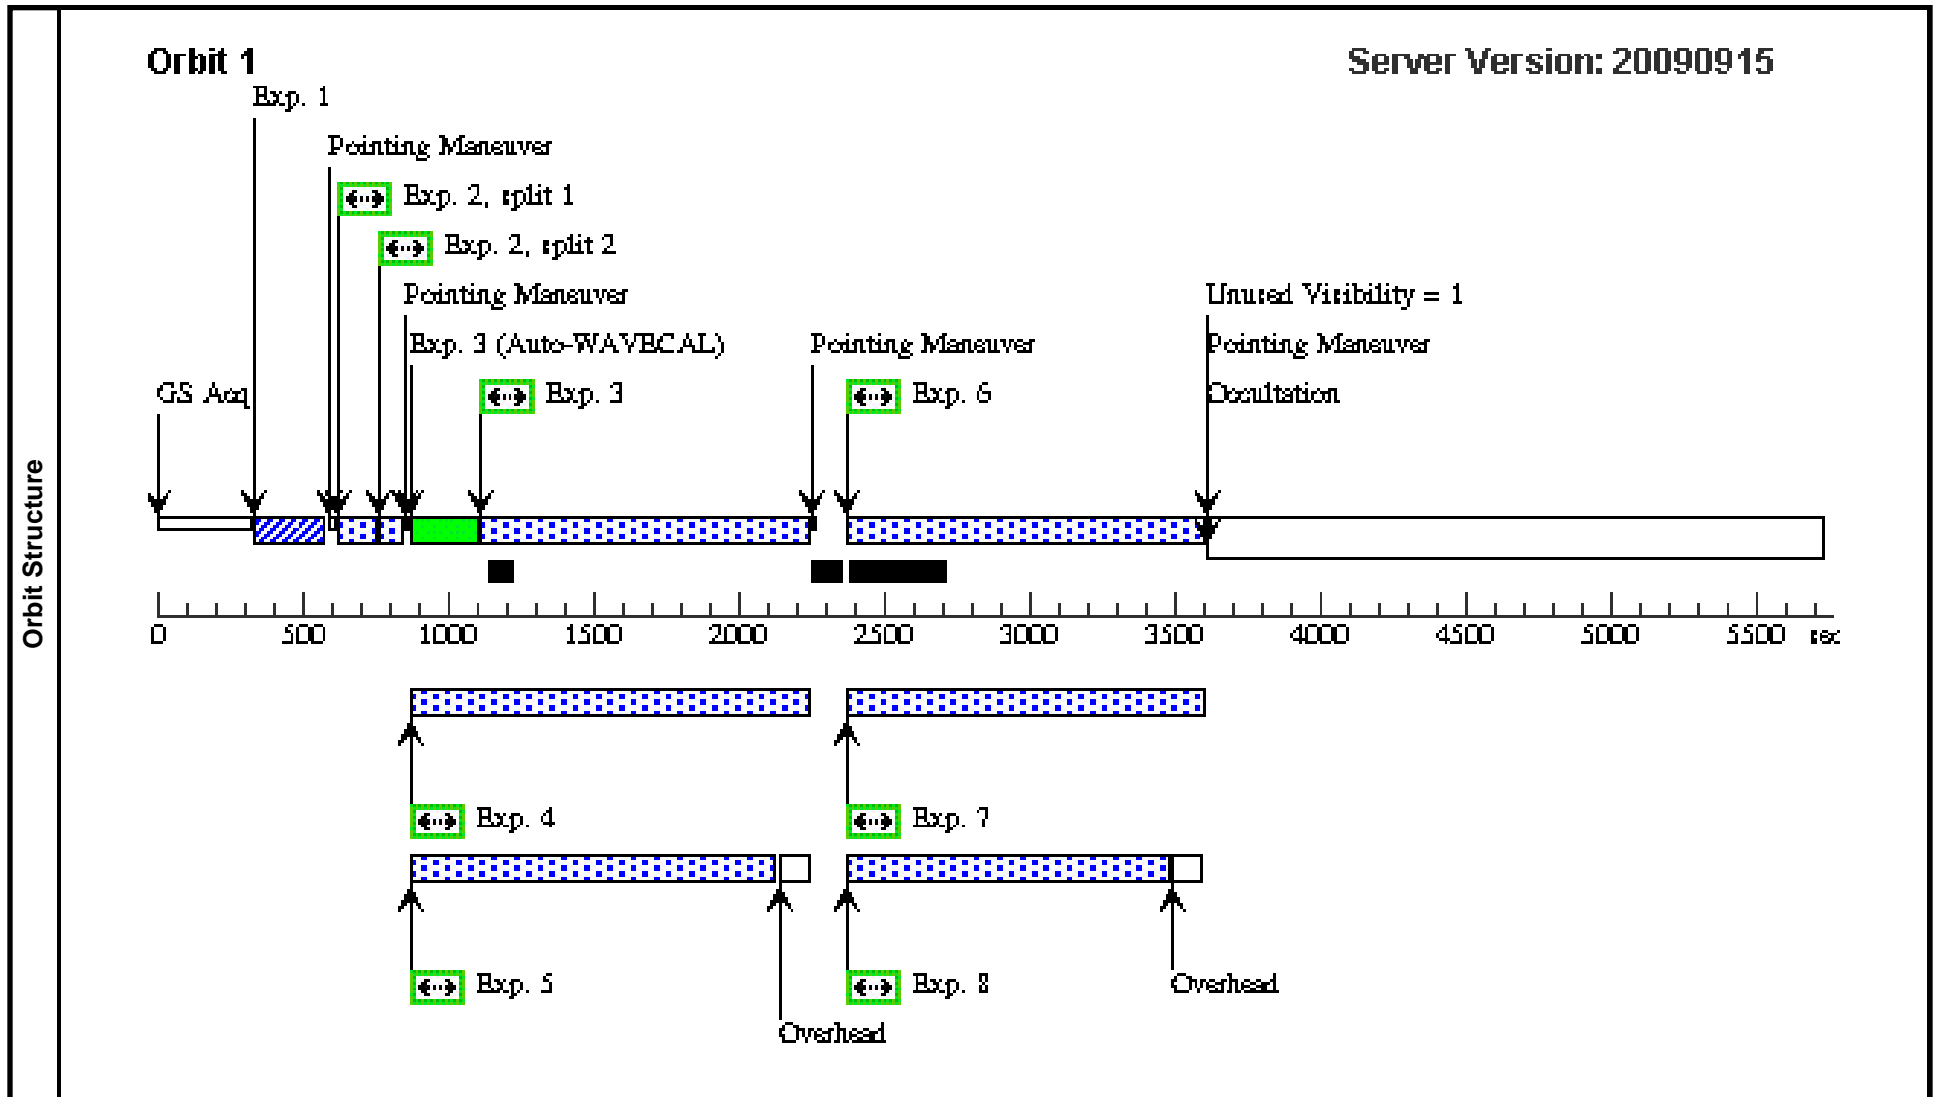 Orbit Structure
Orbit 1
Server Version: 20090915
Exp. 1
Pointing Maneuver
Exp. 2, split 1
Exp. 2, split 2
Pointing Maneuver
Unused Visibility = 1
Exp. 3 (Auto-WAVECAL)
Pointing Maneuver
Pointing Maneuver
GS Acq
Exp. 3
Exp. 6
Occultation
0 500 1000 1500 2000 2500 3000 3500 4000 4500 5000 5500 sec
Exp. 4
Exp. 7
Exp. 5
Exp. 8
Overhead
Overhead